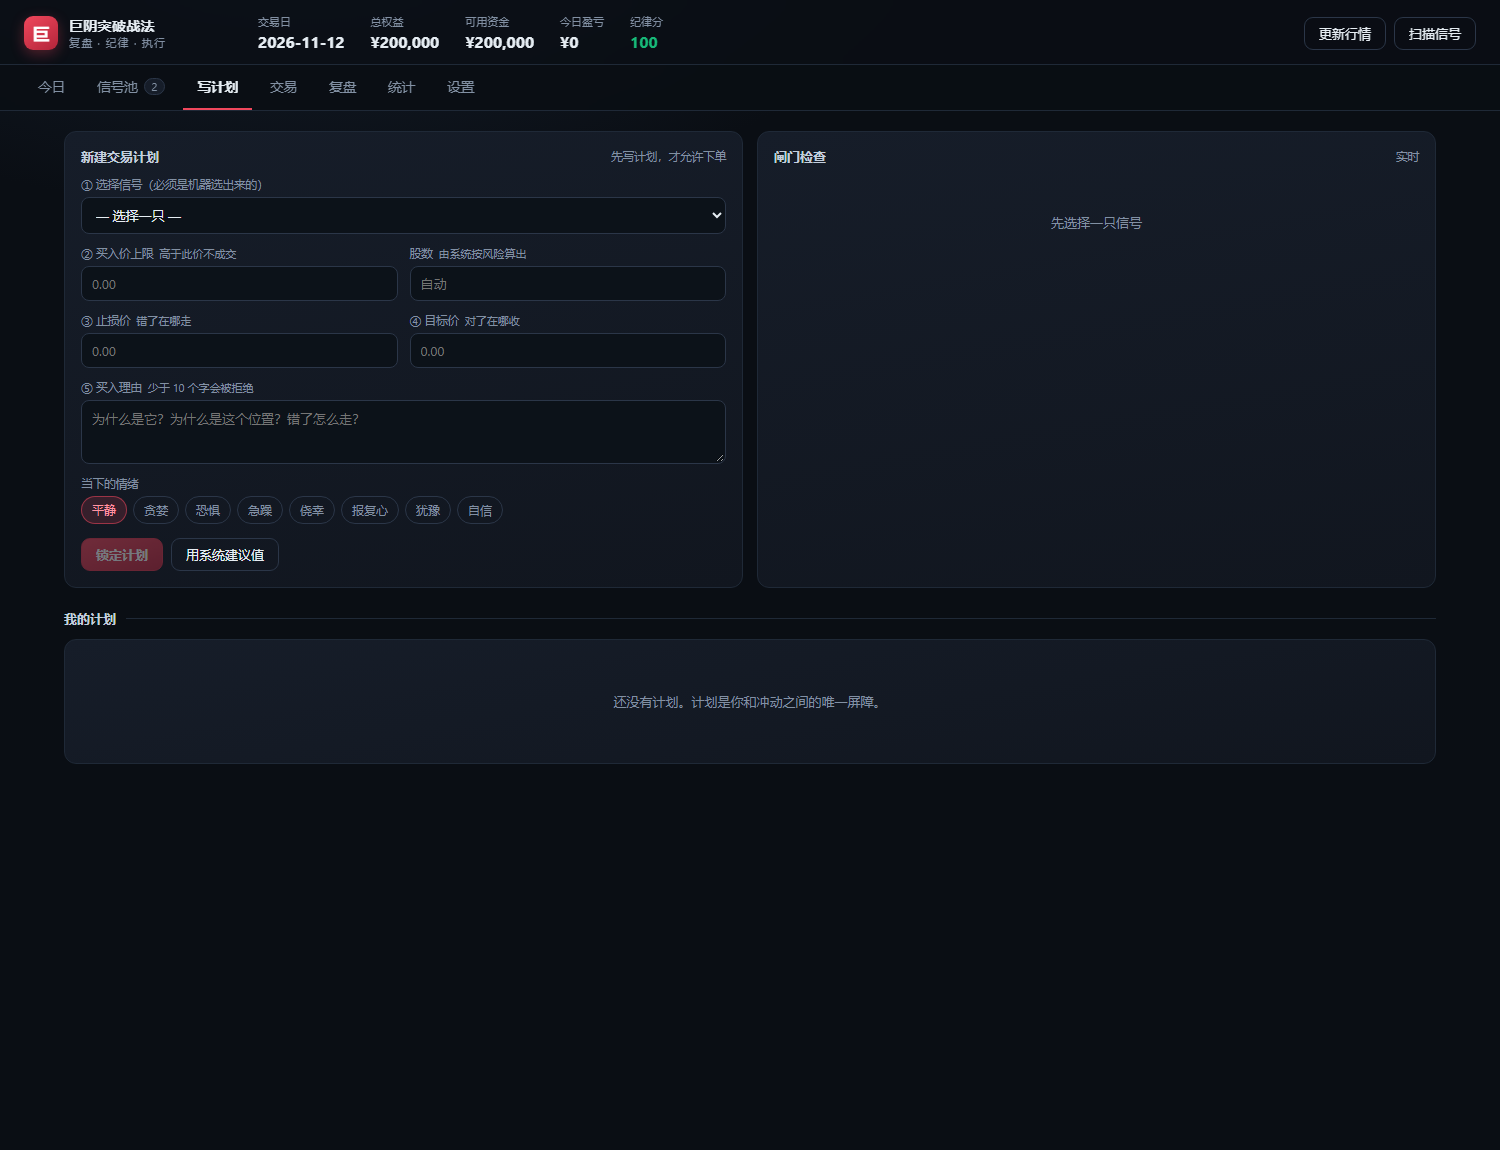 巨
巨阴突破战法
复盘 · 纪律 · 执行
交易日
2026-11-12
总权益
¥200,000
可用资金
¥200,000
今日盈亏
¥0
纪律分
100
更新行情
扫描信号
今日
信号池 2
写计划
交易
复盘
统计
设置
新建交易计划
先写计划，才允许下单
① 选择信号（必须是机器选出来的）
— 选择一只 —
② 买入价上限 高于此价不成交
股数 由系统按风险算出
0.00
自动
③ 止损价 错了在哪走
④ 目标价 对了在哪收
0.00
0.00
⑤ 买入理由 少于 10 个字会被拒绝
为什么是它？为什么是这个位置？错了怎么走？
当下的情绪
平静
贪婪
恐惧
急躁
侥幸
报复心
犹豫
自信
锁定计划
用系统建议值
闸门检查
实时
先选择一只信号
我的计划
还没有计划。计划是你和冲动之间的唯一屏障。